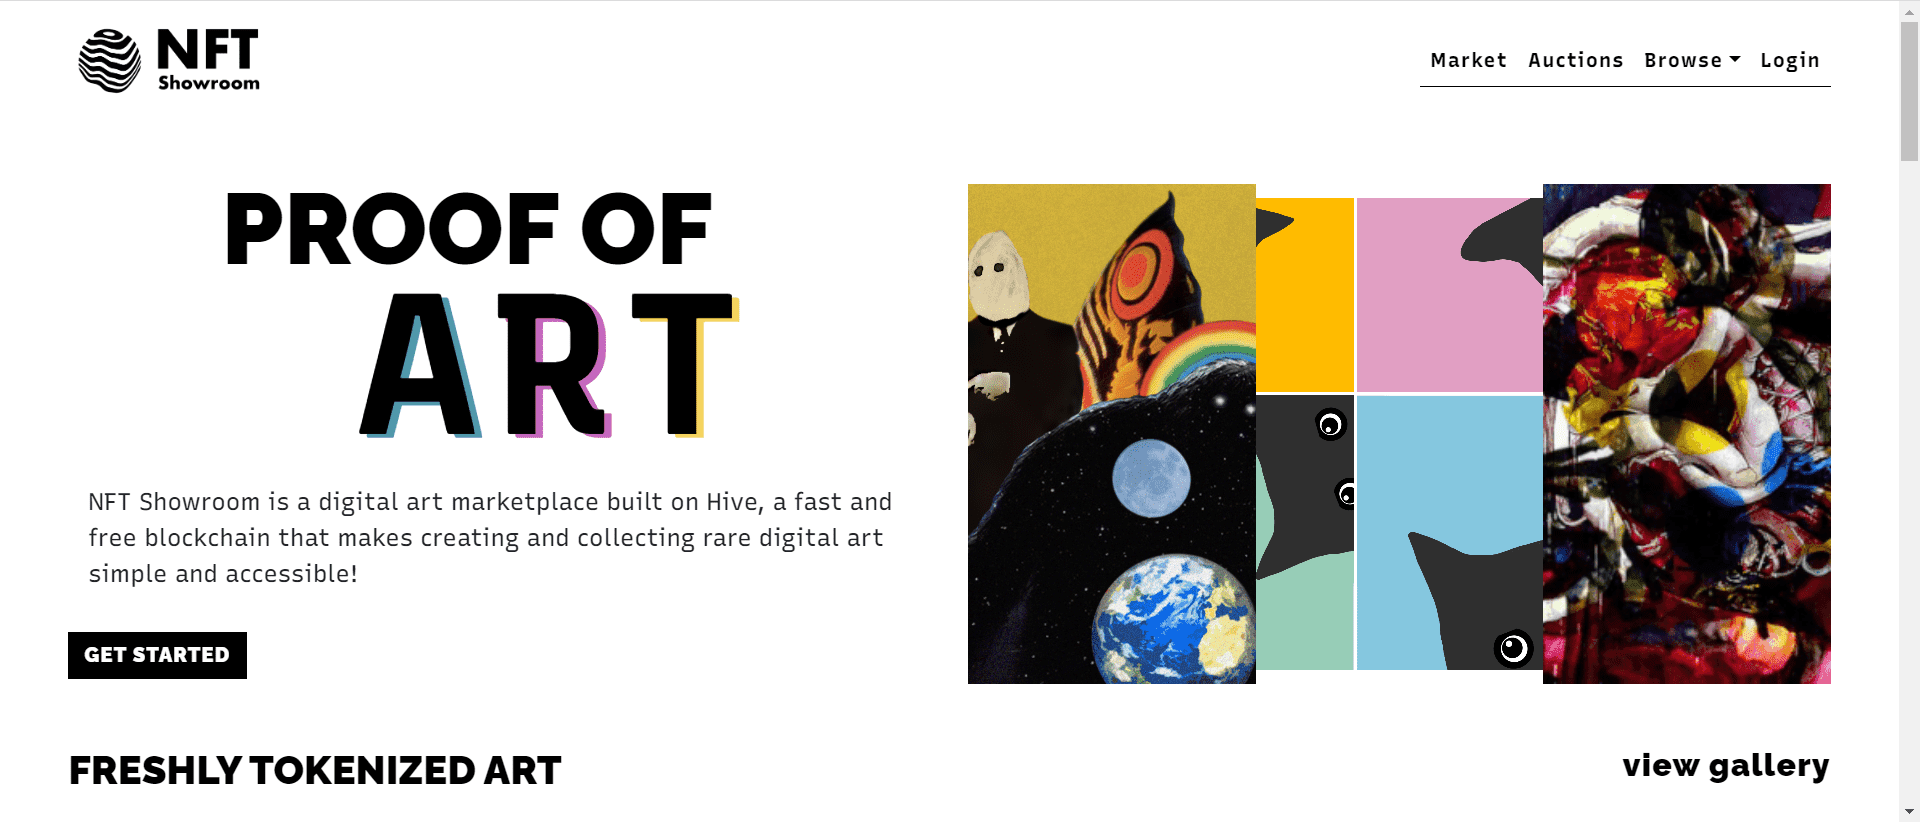 NFT
Showroom
Market Auctions Browse Login
PROOF OF
ART
NFT Showroom is a digital art marketplace built on Hive, a fast and
free blockchain that makes creating and collecting rare digital art
simple and accessible!
GET STARTED
FRESHLY TOKENIZED ART
view gallery